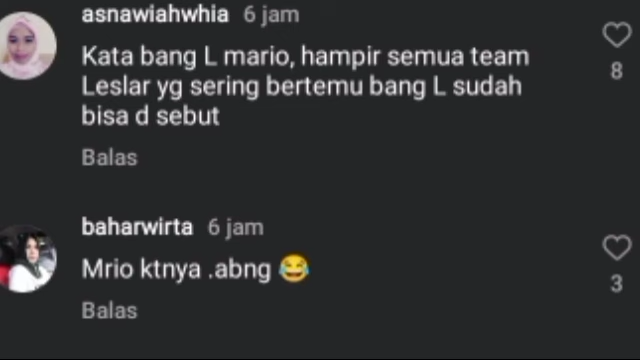 asnawiahwhia 6 jam
Kata bang L mario, hampir semua team
Leslar yg sering bertemu bang L sudah
bisa d sebut
8
Balas
baharwirta 6 jam
Mrio ktnya .abng 😂
3
Balas